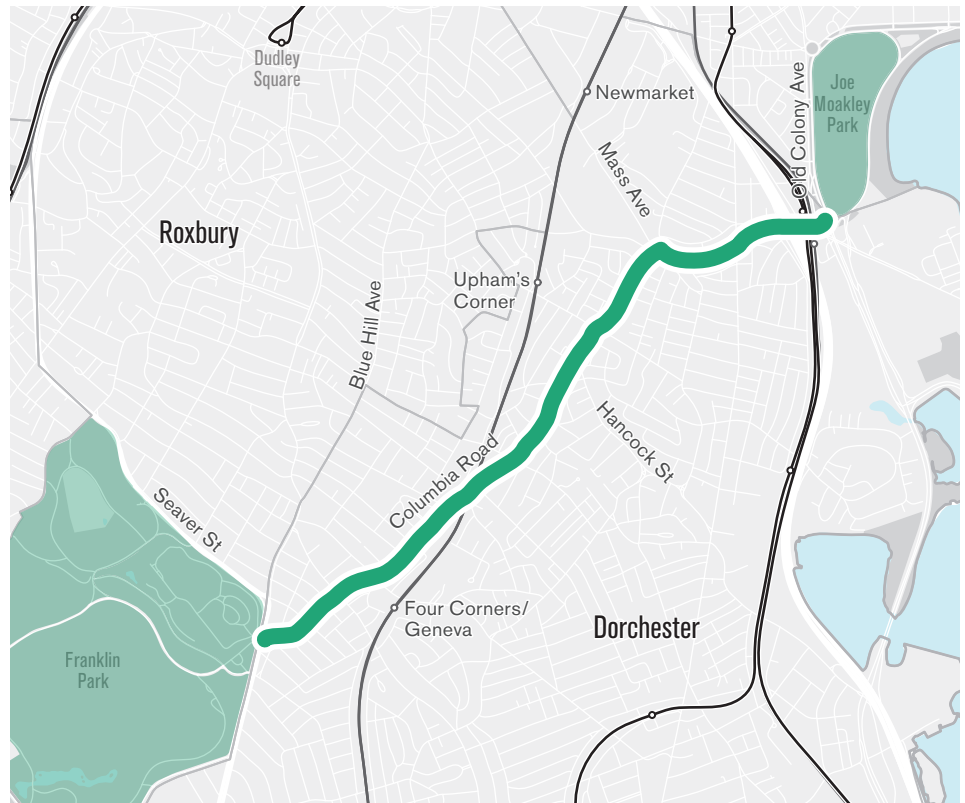 Dudley
Square
Newmarket
Old Colony Ave
Joe
Moakley
Park
Mass Ave
Roxbury
Upham's
Corner
Blue Hill Ave
Hancock St
Columbia Road
Seaver St
Four Corners/
Geneva
Dorchester
Franklin
Park